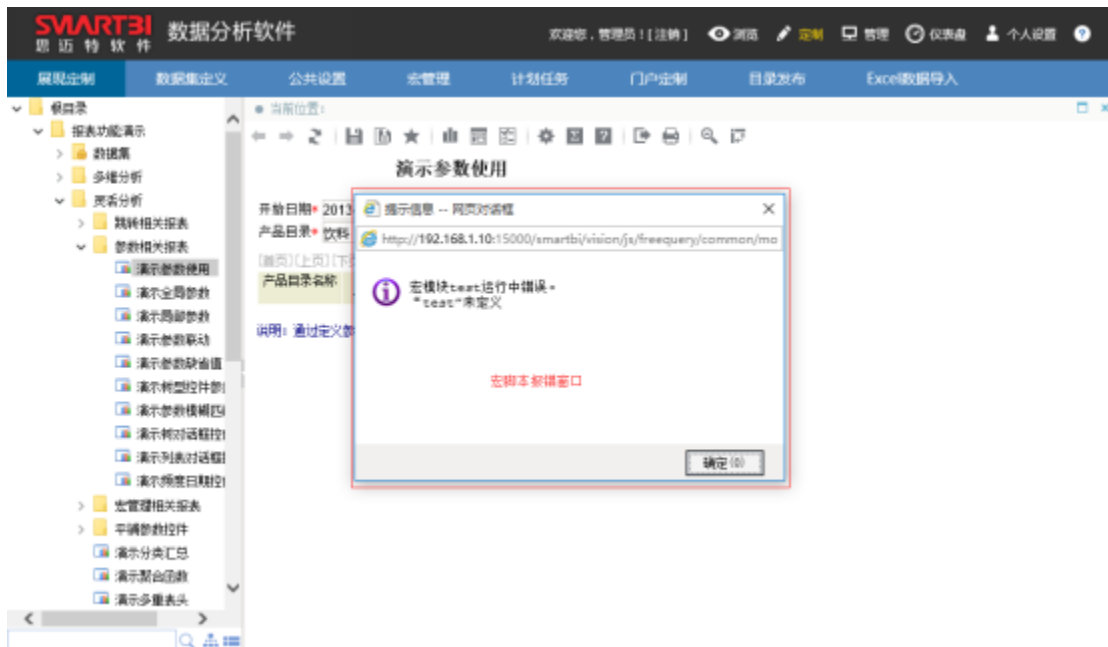 SMARTBI 数据分析软件
思迈特软件
欢迎您，管理员！[注销] 浏览 定制 管理 仪表盘 个人设置
展现定制 数据集定义 公共设置 宏管理 计划任务 门户定制 目录发布 Excel数据导入
根目录
当前位置：
报表功能演示
数据集
多维分析
灵活分析
跳转相关报表
参数相关报表
演示参数使用
演示全局参数
演示局部参数
演示参数联动
演示参数缺省值
演示树型控件参
演示参数模糊匹
演示树对话框控
演示列表对话框
演示频度日期控
宏管理相关报表
平铺参数控件
演示分类汇总
演示聚合函数
演示多重表头
演示参数使用
开始日期* 2013
产品目录* 饮料
[首页][上页][下
产品目录名称
说明：通过定义参
提示信息 -- 网页对话框
http://192.168.1.10:15000/smartbi/vision/js/freequery/common/mo
宏模块test运行中错误。
"test"未定义
宏脚本报错窗口
确定(O)